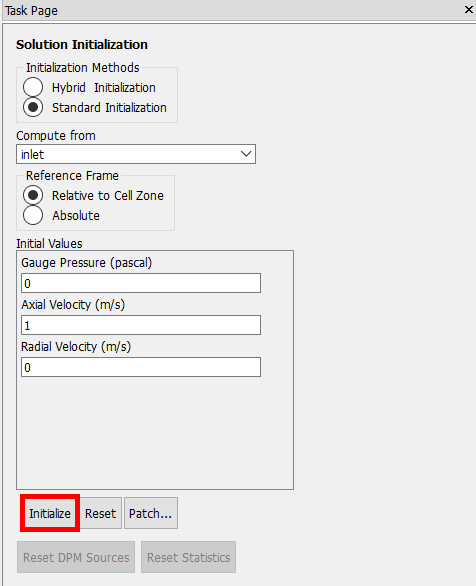 Task Page
Solution Initialization
Initialization Methods
Hybrid Initialization
Standard Initialization
Compute from
inlet
Reference Frame
Relative to Cell Zone
Absolute
Initial Values
Gauge Pressure (pascal)
0
Axial Velocity (m/s)
1
Radial Velocity (m/s)
0
Initialize Reset Patch...
Reset DPM Sources Reset Statistics